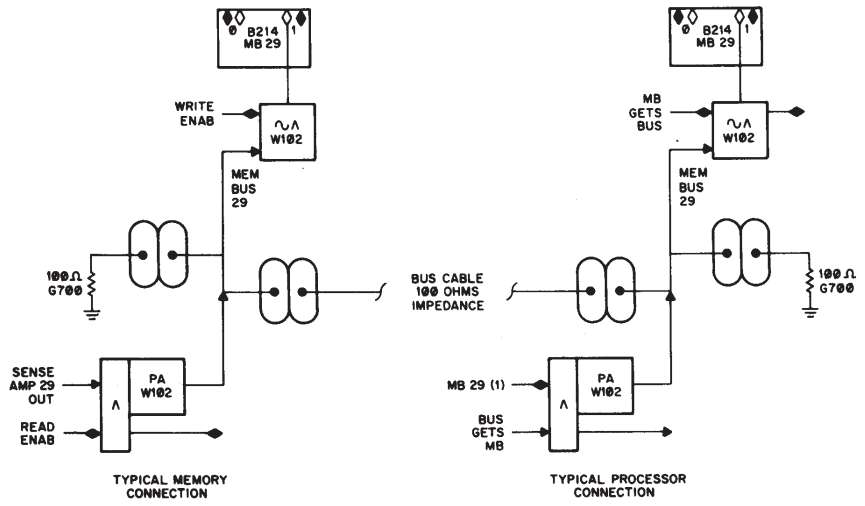 0 B214 1
MB 29
WRITE
ENAB
∿ ∧
W102
MEM
BUS
29
100Ω
G700
SENSE
AMP 29
OUT
READ
ENAB
∧
PA
W102
TYPICAL MEMORY
CONNECTION
BUS CABLE
100 OHMS
IMPEDANCE
0 B214 1
MB 29
MB
GETS
BUS
∿ ∧
W102
MEM
BUS
29
100Ω
G700
MB 29 (1)
BUS
GETS
MB
∧
PA
W102
TYPICAL PROCESSOR
CONNECTION